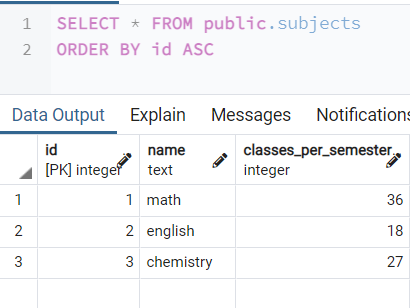 1 SELECT * FROM public.subjects
2 ORDER BY id ASC
Data Output Explain Messages Notifications
id name classes_per_semester
[PK] integer text integer
1 1 math 36
2 2 english 18
3 3 chemistry 27